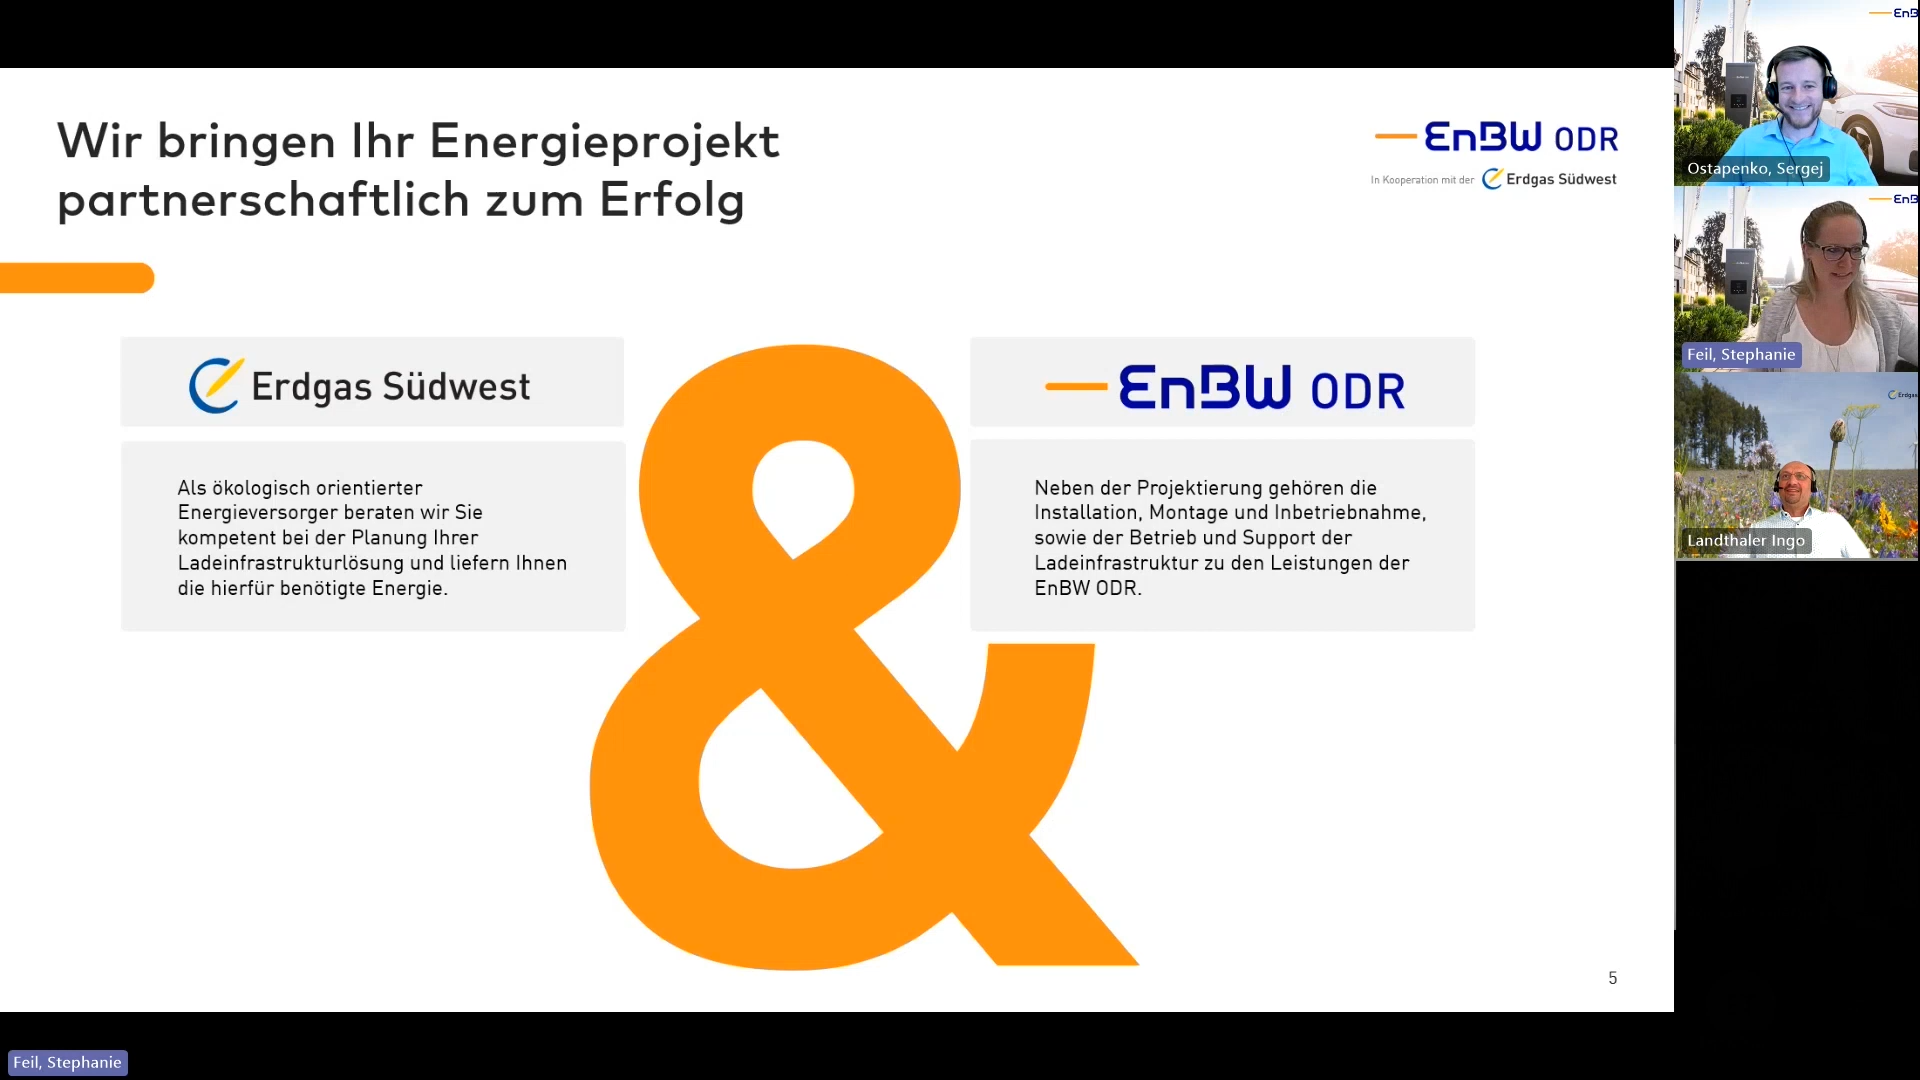 Wir bringen Ihr Energieprojekt
partnerschaftlich zum Erfolg
EnBW ODR
In Kooperation mit der Erdgas Südwest
Erdgas Südwest
Als ökologisch orientierter
Energieversorger beraten wir Sie
kompetent bei der Planung Ihrer
Ladeinfrastrukturlösung und liefern Ihnen
die hierfür benötigte Energie.
&
EnBW ODR
Neben der Projektierung gehören die
Installation, Montage und Inbetriebnahme,
sowie der Betrieb und Support der
Ladeinfrastruktur zu den Leistungen der
EnBW ODR.
5
Feil, Stephanie
EnB
Ostapenko, Sergej
EnB
Feil, Stephanie
Erdgas
Landthaler Ingo